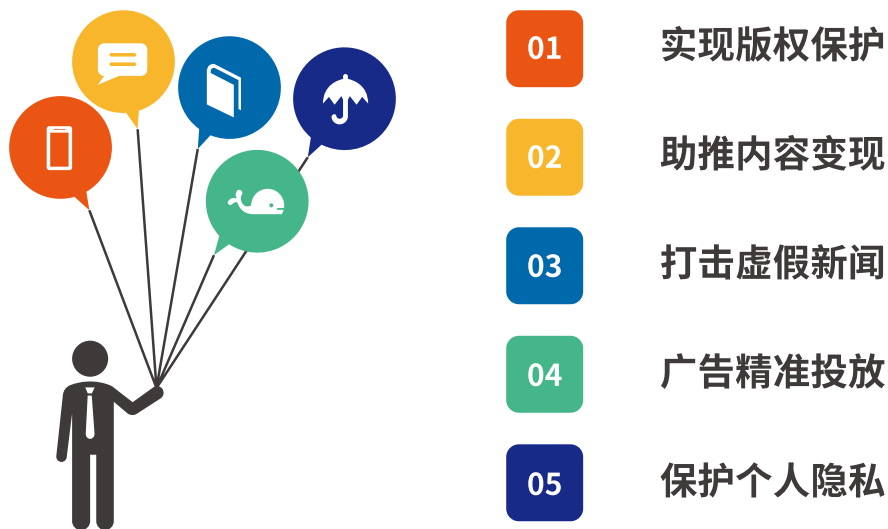 01 实现版权保护
02 助推内容变现
03 打击虚假新闻
04 广告精准投放
05 保护个人隐私